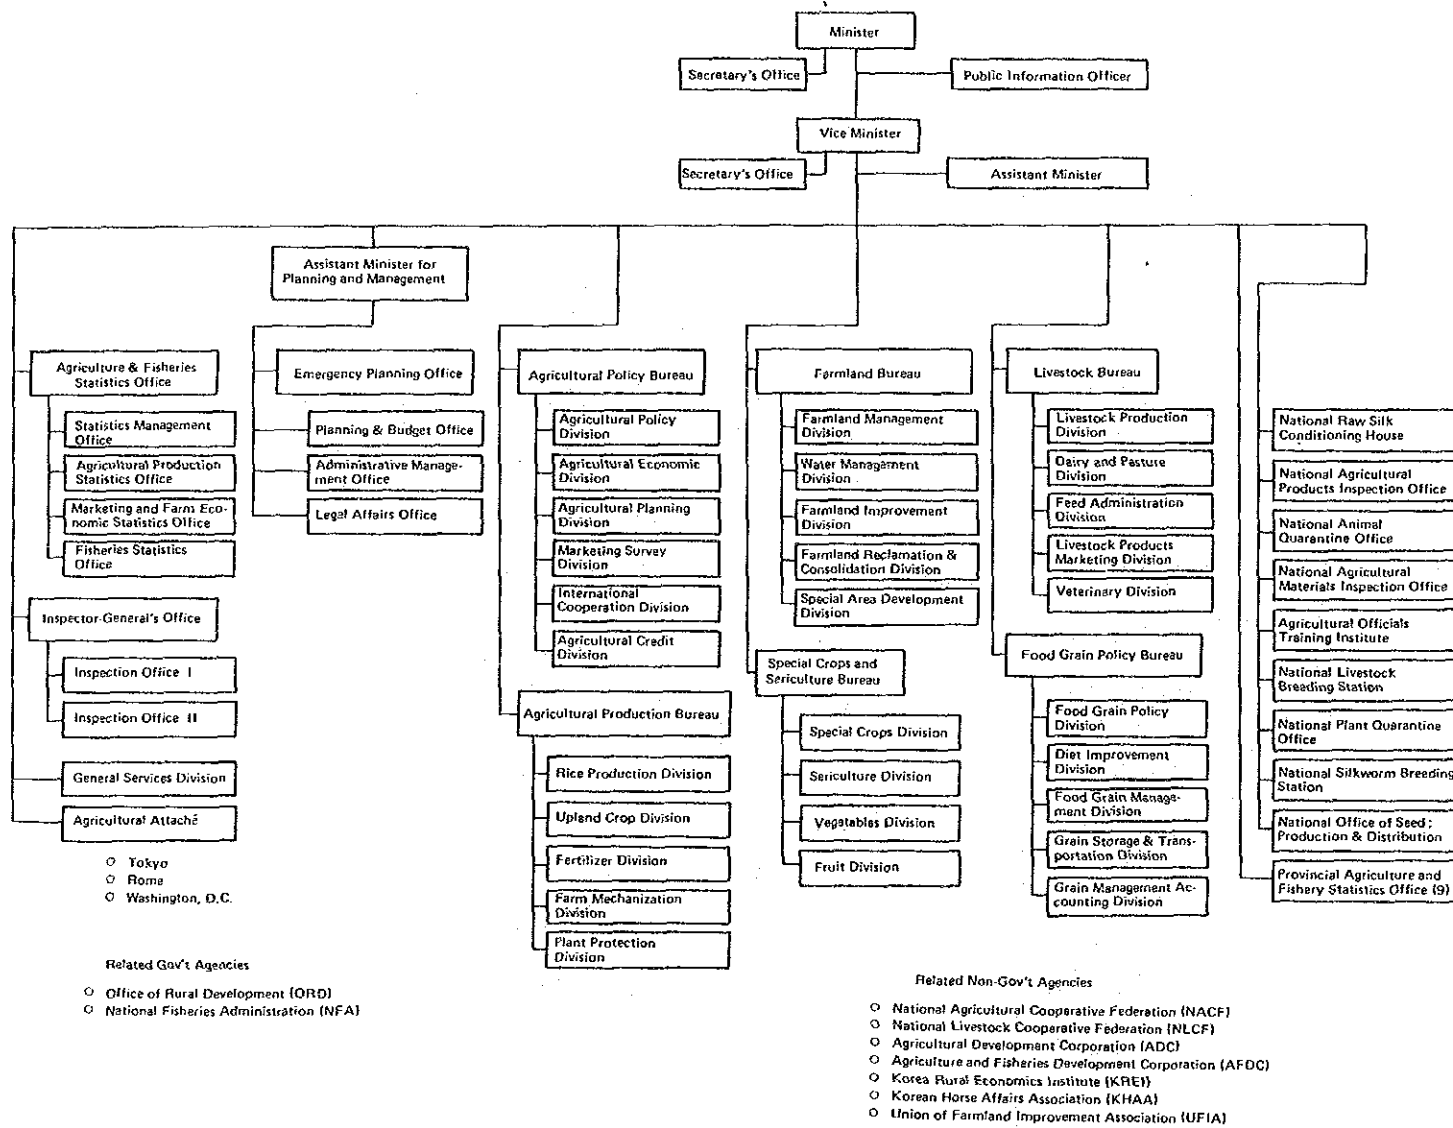 Minister
Secretary's Office
Public Information Officer
Vice Minister
Secretary's Office
Assistant Minister
Assistant Minister for
Planning and Management
Agriculture & Fisheries
Statistics Office
Statistics Management
Office
Agricultural Production
Statistics Office
Marketing and Farm Eco-
nomic Statistics Office
Fisheries Statistics
Office
Inspector-General's Office
Inspection Office I
Inspection Office II
General Services Division
Agricultural Attaché
○ Tokyo
○ Rome
○ Washington, D.C.
Emergency Planning Office
Planning & Budget Office
Administrative Manage-
ment Office
Legal Affairs Office
Agricultural Policy Bureau
Agricultural Policy
Division
Agricultural Economic
Division
Agricultural Planning
Division
Marketing Survey
Division
International
Cooperation Division
Agricultural Credit
Division
Agricultural Production Bureau
Rice Production Division
Upland Crop Division
Fertilizer Division
Farm Mechanization
Division
Plant Protection
Division
Farmland Bureau
Farmland Management
Division
Water Management
Division
Farmland Improvement
Division
Farmland Reclamation &
Consolidation Division
Special Area Development
Division
Special Crops and
Sericulture Bureau
Special Crops Division
Sericulture Division
Vegetables Division
Fruit Division
Livestock Bureau
Livestock Production
Division
Dairy and Pasture
Division
Feed Administration
Division
Livestock Products
Marketing Division
Veterinary Division
Food Grain Policy Bureau
Food Grain Policy
Division
Diet Improvement
Division
Food Grain Manage-
ment Division
Grain Storage & Trans-
portation Division
Grain Management Ac-
counting Division
National Raw Silk
Conditioning House
National Agricultural
Products Inspection Office
National Animal
Quarantine Office
National Agricultural
Materials Inspection Office
Agricultural Officials
Training Institute
National Livestock
Breeding Station
National Plant Quarantine
Office
National Silkworm Breeding
Station
National Office of Seed ;
Production & Distribution
Provincial Agriculture and
Fishery Statistics Office (9)
Related Gov't Agencies
○ Office of Rural Development (ORD)
○ National Fisheries Administration (NFA)
Related Non-Gov't Agencies
○ National Agricultural Cooperative Federation (NACF)
○ National Livestock Cooperative Federation (NLCF)
○ Agricultural Development Corporation (ADC)
○ Agriculture and Fisheries Development Corporation (AFDC)
○ Korea Rural Economics Institute (KREI)
○ Korean Horse Affairs Association (KHAA)
○ Union of Farmland Improvement Association (UFIA)